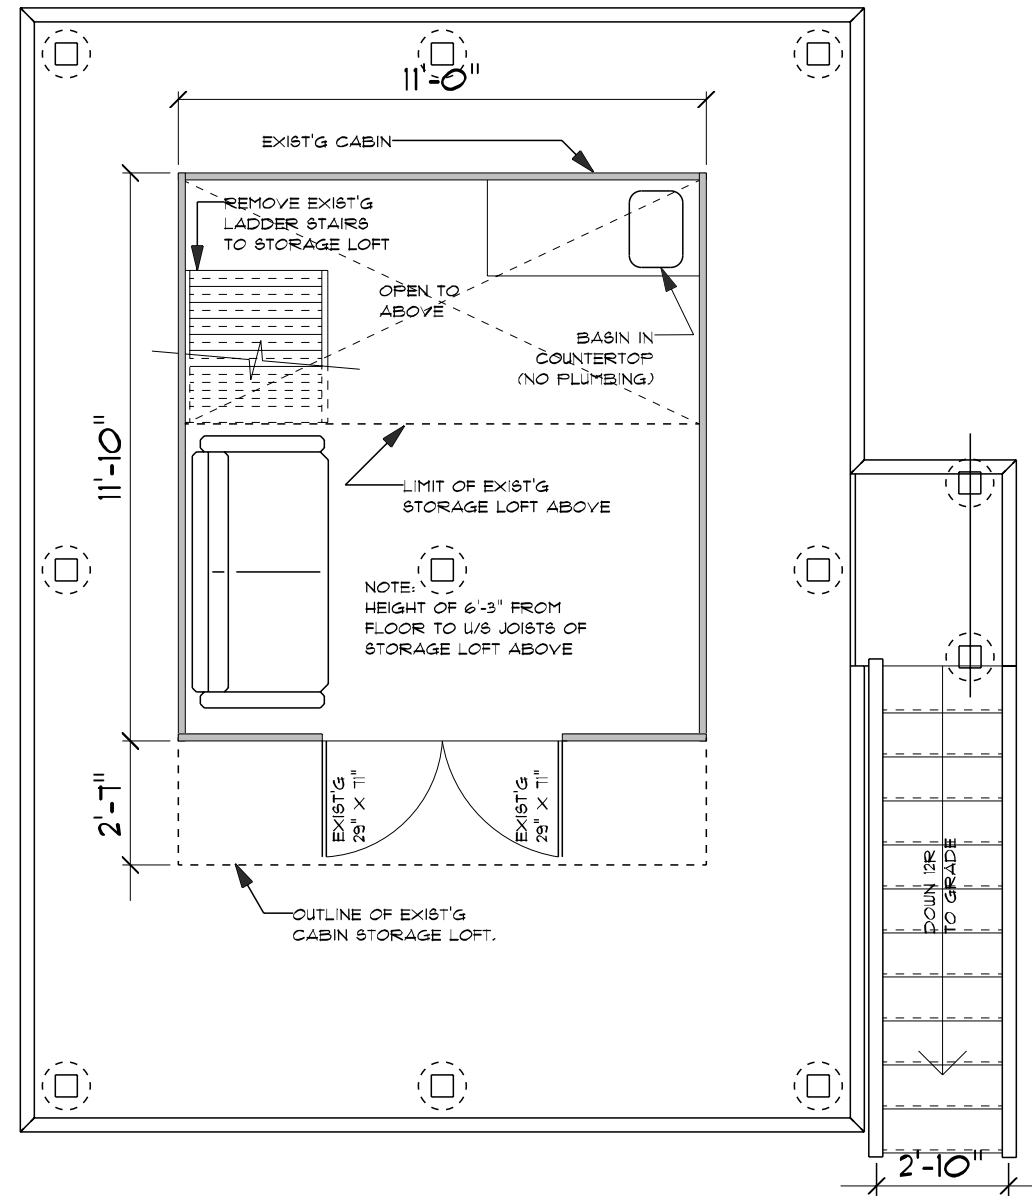 11'-0"
EXIST'G CABIN
REMOVE EXIST'G
LADDER STAIRS
TO STORAGE LOFT
OPEN TO
ABOVE
BASIN IN
COUNTERTOP
(NO PLUMBING)
11'-10"
LIMIT OF EXIST'G
STORAGE LOFT ABOVE
NOTE:
HEIGHT OF 6'-3" FROM
FLOOR TO U/S JOISTS OF
STORAGE LOFT ABOVE
2'-7"
EXIST'G
29" X 71"
EXIST'G
29" X 71"
DOWN 12R
TO GRADE
OUTLINE OF EXIST'G
CABIN STORAGE LOFT.
2'-10"